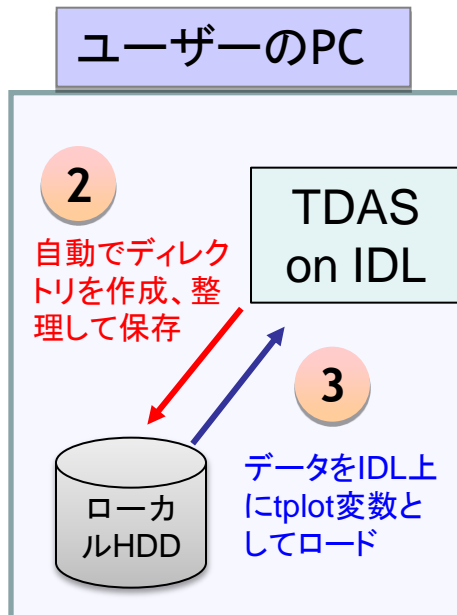 ユーザーのPC
2
自動でディレク
トリを作成、整
理して保存
TDAS
on IDL
3
データをIDL上
にtplot変数と
してロード
ローカ
ルHDD